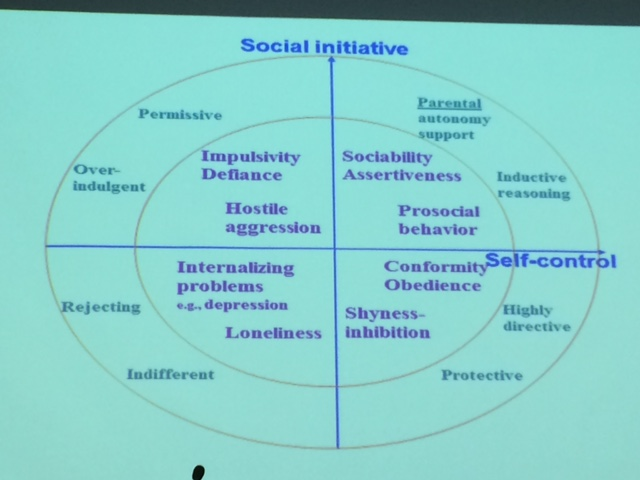 Social initiative
Permissive
Parental
autonomy
support
Over-
indulgent
Impulsivity
Defiance
Sociability
Assertiveness
Inductive
reasoning
Hostile
aggression
Prosocial
behavior
Self-control
Internalizing
problems
e.g., depression
Conformity
Obedience
Rejecting
Loneliness
Shyness-
inhibition
Highly
directive
Indifferent
Protective